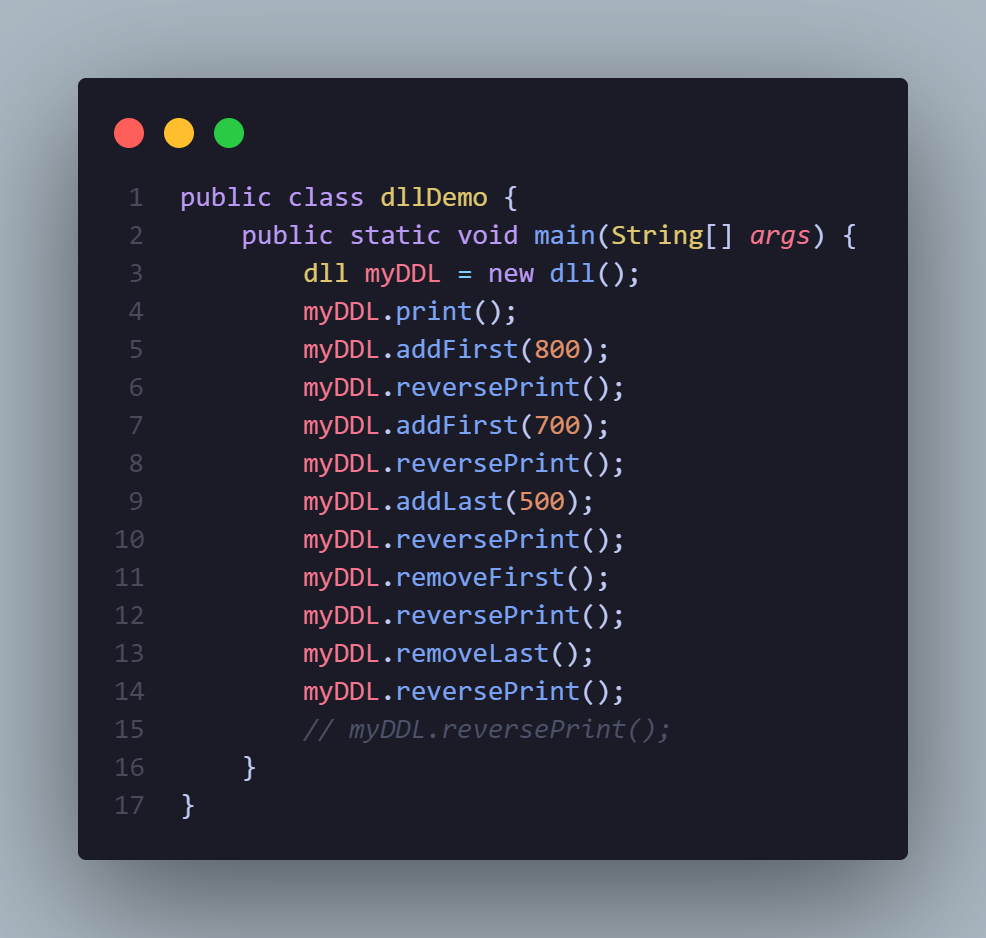 1 public class dllDemo {
2     public static void main(String[] args) {
3         dll myDDL = new dll();
4         myDDL.print();
5         myDDL.addFirst(800);
6         myDDL.reversePrint();
7         myDDL.addFirst(700);
8         myDDL.reversePrint();
9         myDDL.addLast(500);
10         myDDL.reversePrint();
11         myDDL.removeFirst();
12         myDDL.reversePrint();
13         myDDL.removeLast();
14         myDDL.reversePrint();
15         // myDDL.reversePrint();
16     }
17 }